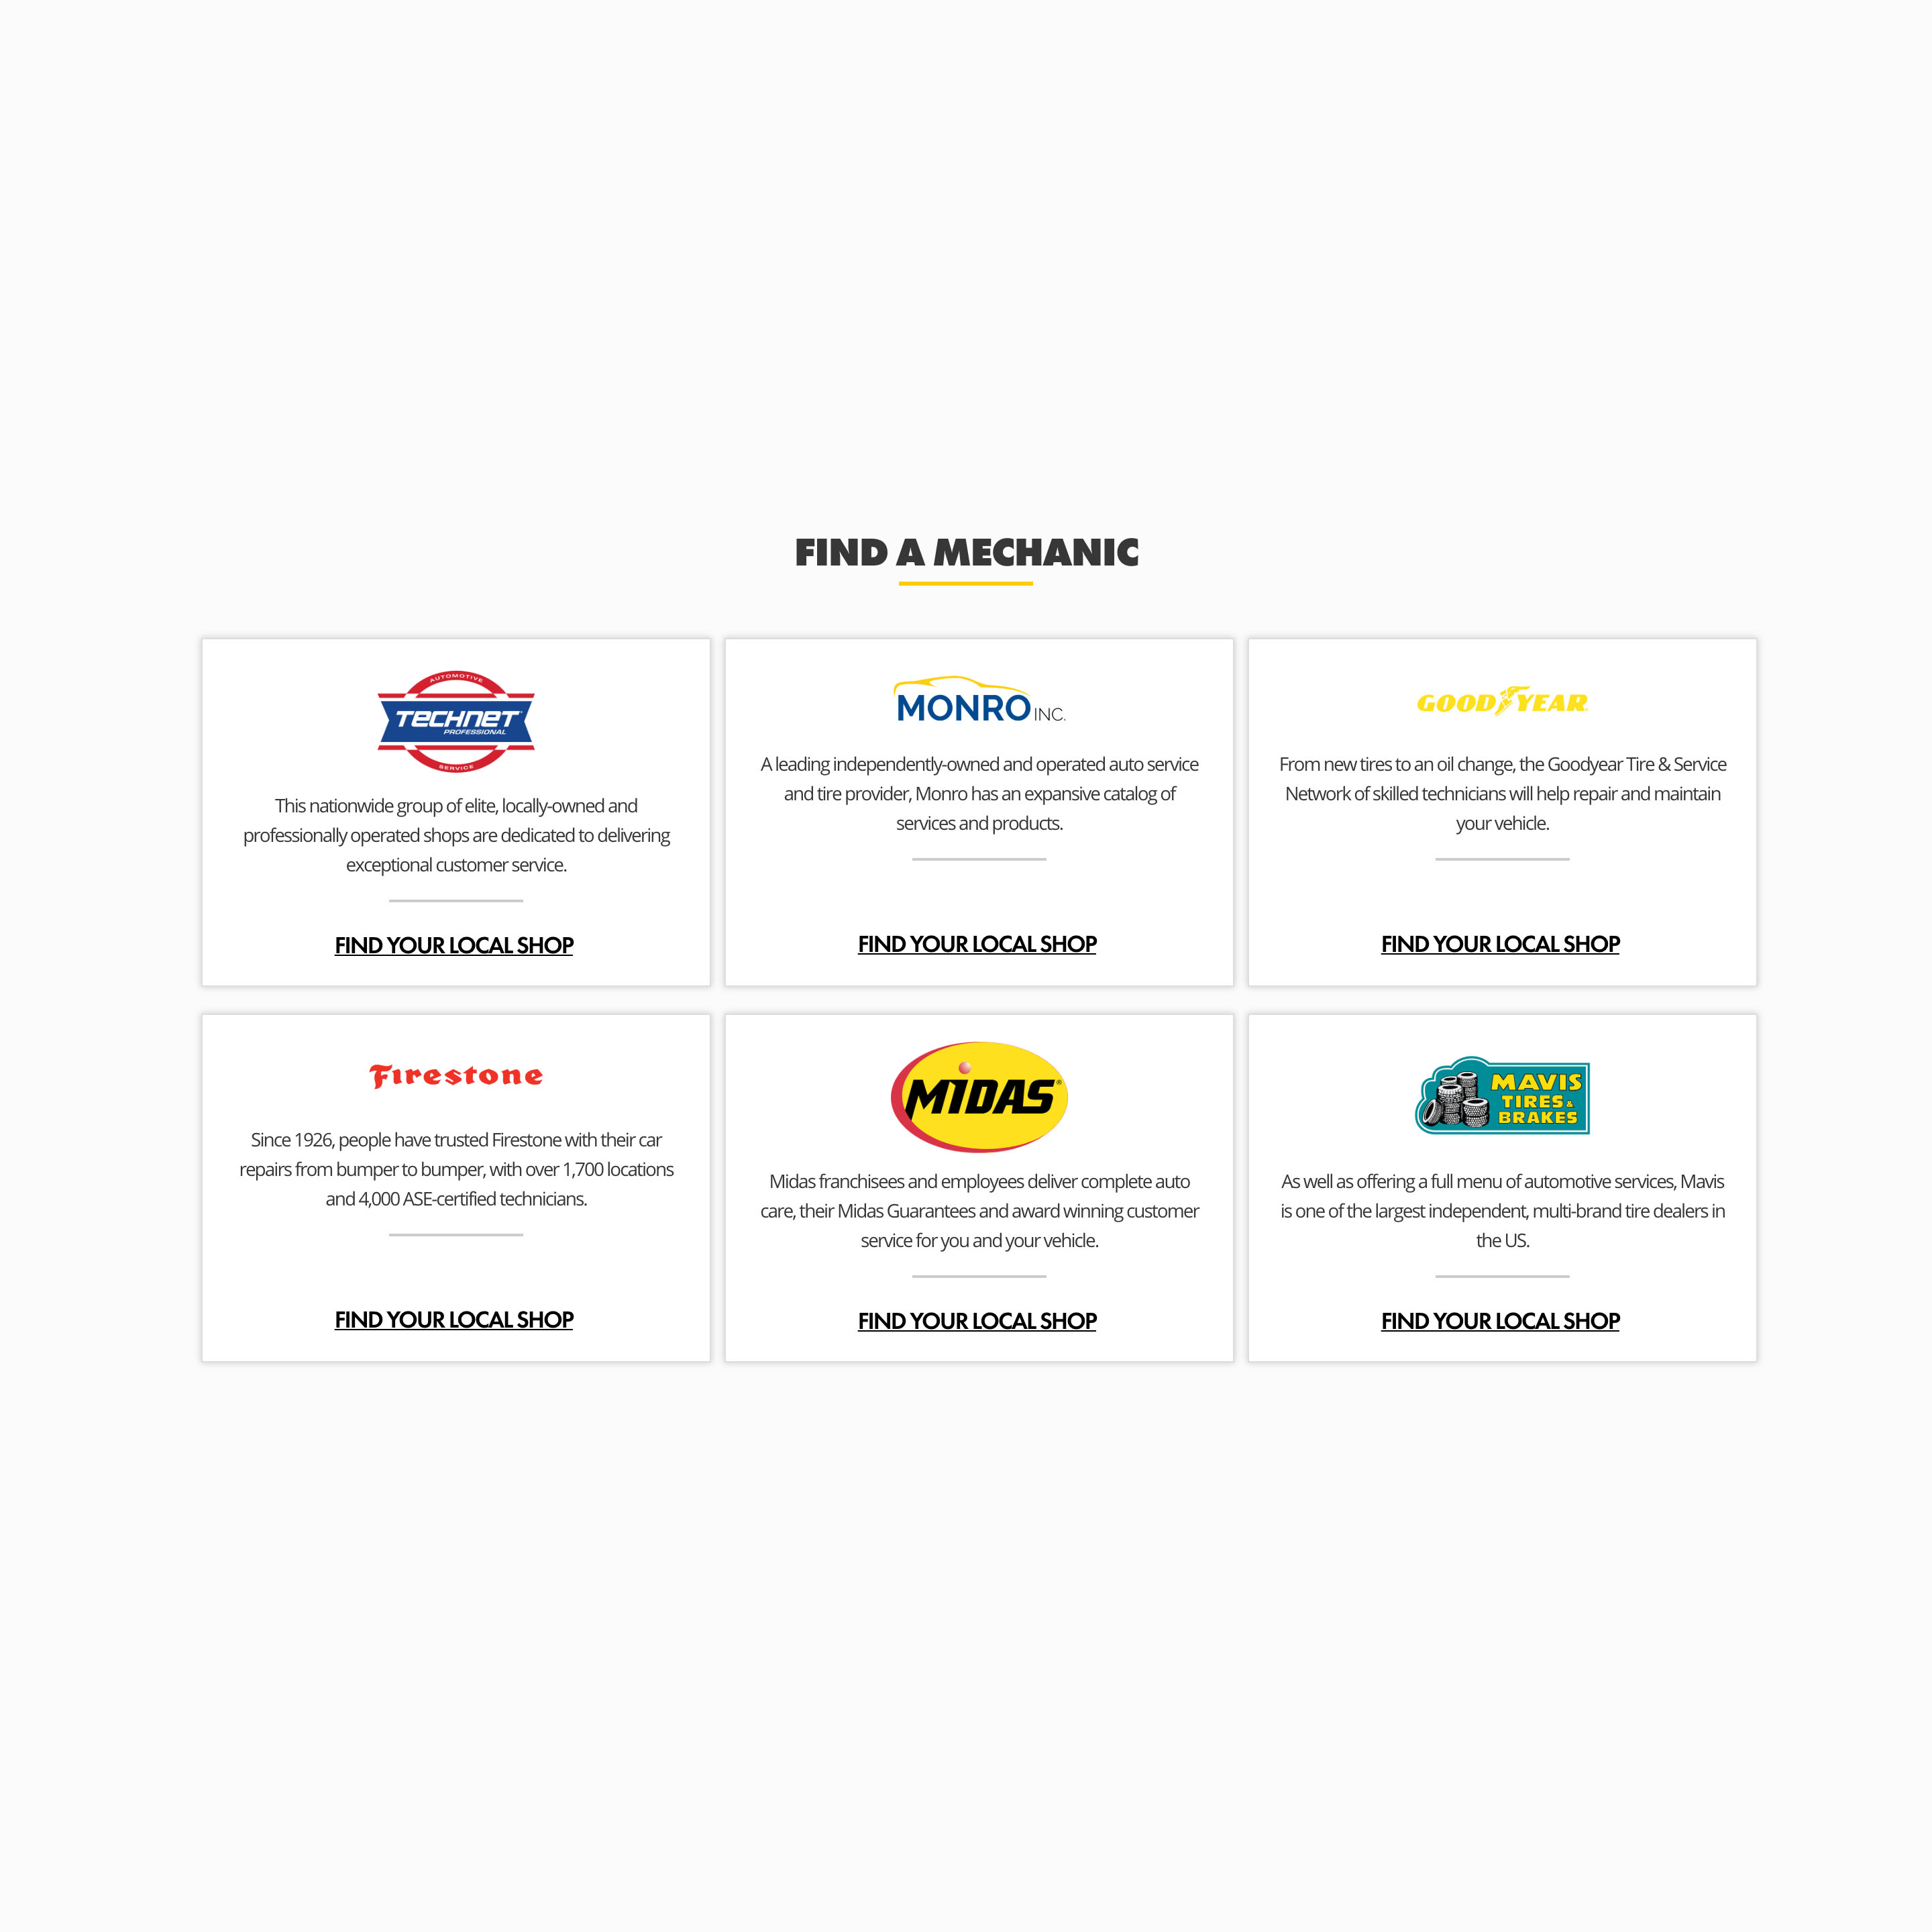 FIND A MECHANIC
AUTOMOTIVE
TECHNET
PROFESSIONAL
SERVICE
This nationwide group of elite, locally-owned and
professionally operated shops are dedicated to delivering
exceptional customer service.
FIND YOUR LOCAL SHOP
MONRO INC.
A leading independently-owned and operated auto service
and tire provider, Monro has an expansive catalog of
services and products.
FIND YOUR LOCAL SHOP
GOODYEAR
From new tires to an oil change, the Goodyear Tire & Service
Network of skilled technicians will help repair and maintain
your vehicle.
FIND YOUR LOCAL SHOP
Firestone
Since 1926, people have trusted Firestone with their car
repairs from bumper to bumper, with over 1,700 locations
and 4,000 ASE-certified technicians.
FIND YOUR LOCAL SHOP
MIDAS®
Midas franchisees and employees deliver complete auto
care, their Midas Guarantees and award winning customer
service for you and your vehicle.
FIND YOUR LOCAL SHOP
MAVIS
TIRES &
BRAKES
As well as offering a full menu of automotive services, Mavis
is one of the largest independent, multi-brand tire dealers in
the US.
FIND YOUR LOCAL SHOP